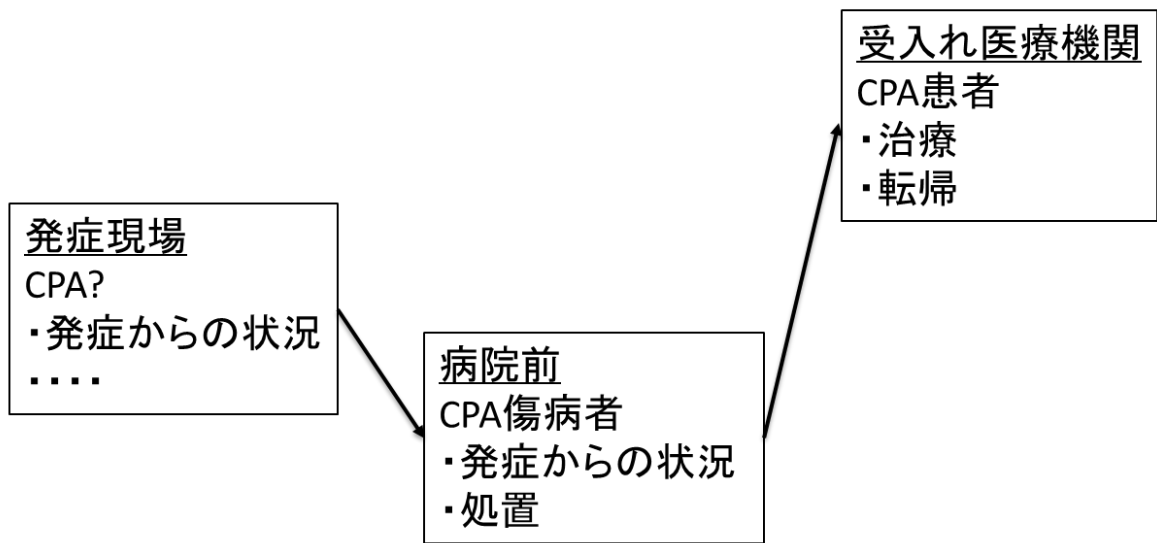 発症現場
CPA?
・発症からの状況
・・・・
病院前
CPA傷病者
・発症からの状況
・処置
受入れ医療機関
CPA患者
・治療
・転帰